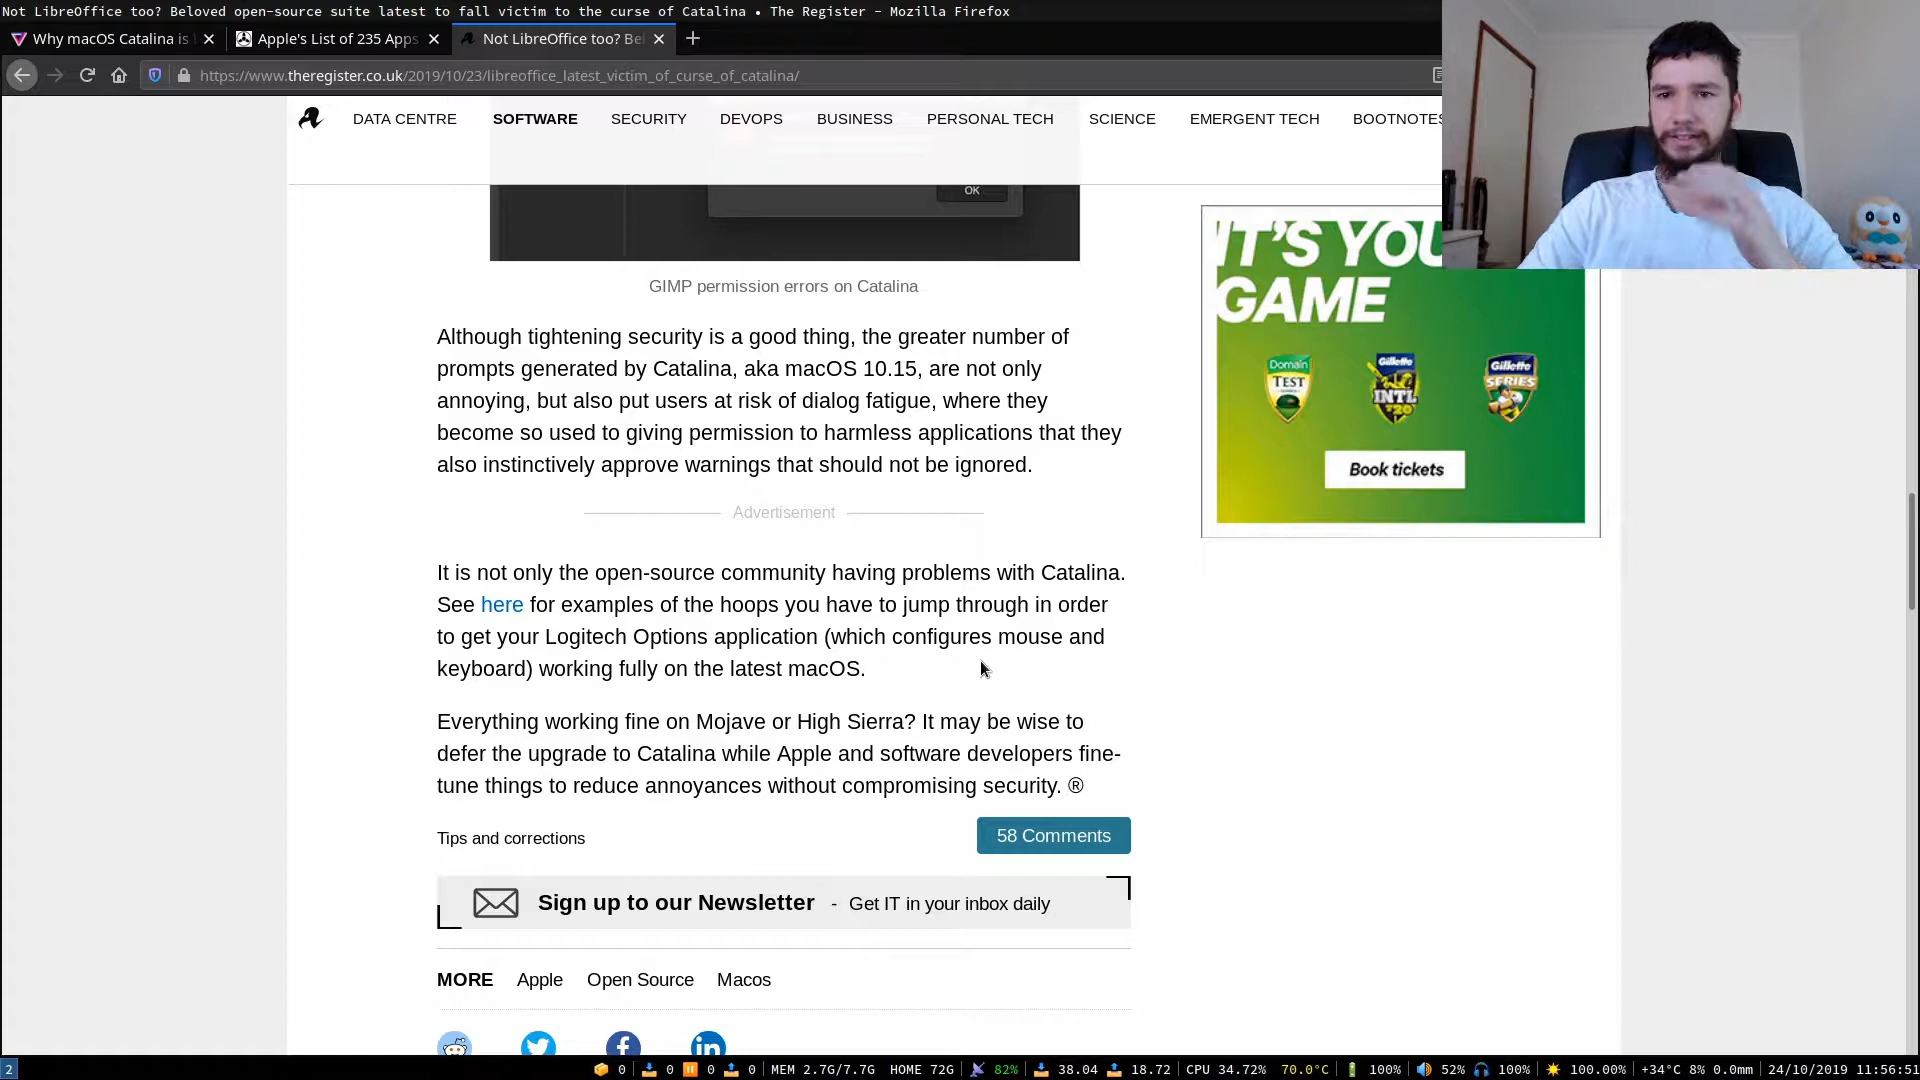 Not LibreOffice too? Beloved open-source suite latest to fall victim to the curse of Catalina • The Register - Mozilla Firefox
Why macOS Catalina is
Apple's List of 235 Apps
Not LibreOffice too? Bel
https://www.theregister.co.uk/2019/10/23/libreoffice_latest_victim_of_curse_of_catalina/
DATA CENTRE SOFTWARE SECURITY DEVOPS BUSINESS PERSONAL TECH SCIENCE EMERGENT TECH BOOTNOTES
OK
GIMP permission errors on Catalina
Although tightening security is a good thing, the greater number of
prompts generated by Catalina, aka macOS 10.15, are not only
annoying, but also put users at risk of dialog fatigue, where they
become so used to giving permission to harmless applications that they
also instinctively approve warnings that should not be ignored.
Advertisement
It is not only the open-source community having problems with Catalina.
See here for examples of the hoops you have to jump through in order
to get your Logitech Options application (which configures mouse and
keyboard) working fully on the latest macOS.
Everything working fine on Mojave or High Sierra? It may be wise to
defer the upgrade to Catalina while Apple and software developers fine-
tune things to reduce annoyances without compromising security. ®
Tips and corrections
58 Comments
Sign up to our Newsletter - Get IT in your inbox daily
MORE Apple Open Source Macos
IT'S YOU
GAME
Domain
TEST
Gillette
INTL
T20
Gillette
SERIES
Book tickets
2
0 0 0 0 MEM 2.7G/7.7G HOME 72G 82% 38.04 18.72 CPU 34.72% 70.0°C 100% 52% 100% 100.00% +34°C 8% 0.0mm 24/10/2019 11:56:51